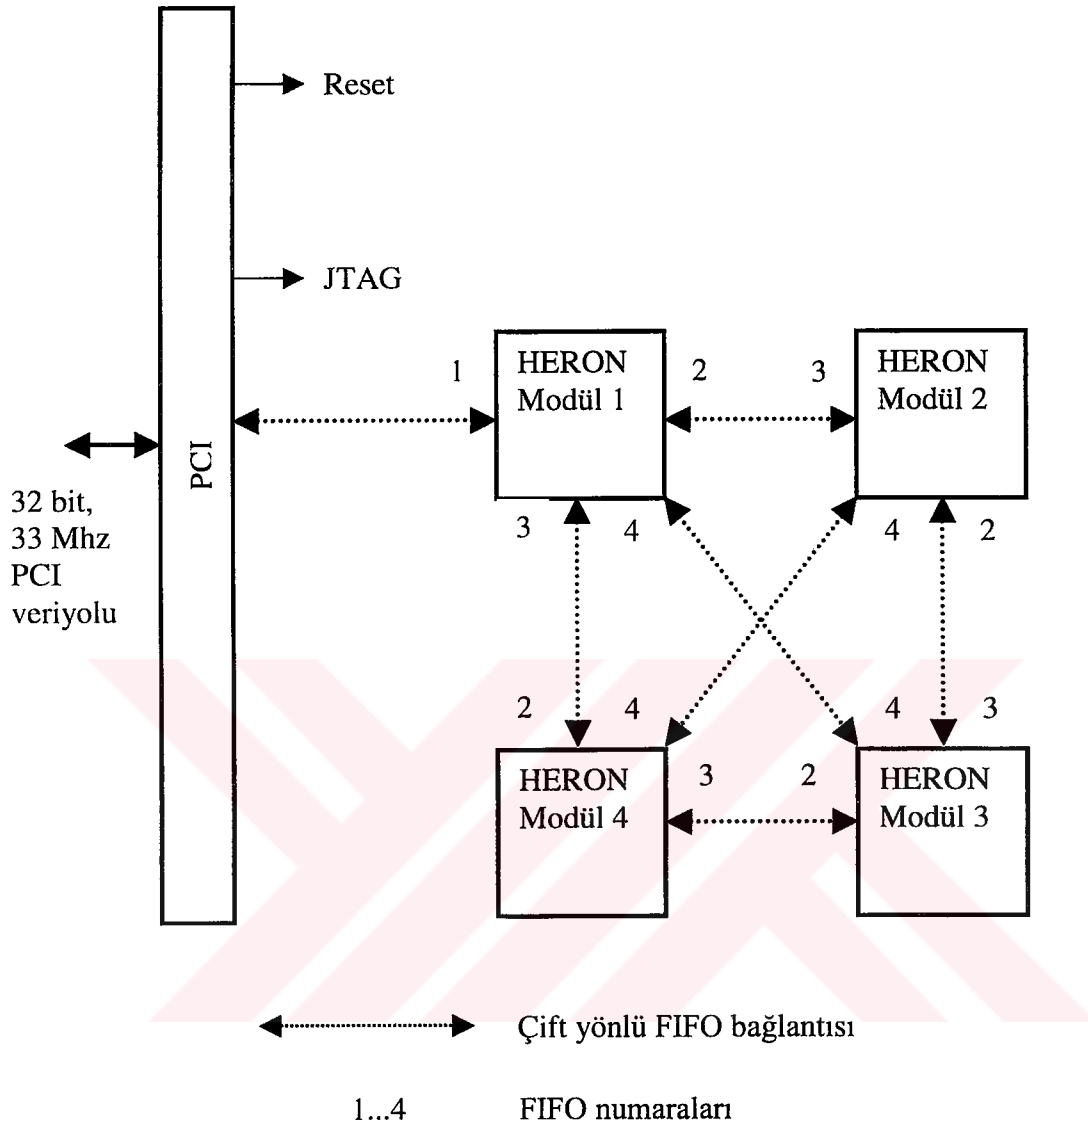 Reset
JTAG
1
HERON
Modül 1
2
3
HERON
Modül 2
PCI
32 bit,
33 Mhz
PCI
veriyolu
3
4
4
2
2
4
4
3
HERON
Modül 4
3
2
HERON
Modül 3
Çift yönlü FIFO bağlantısı
1...4
FIFO numaraları